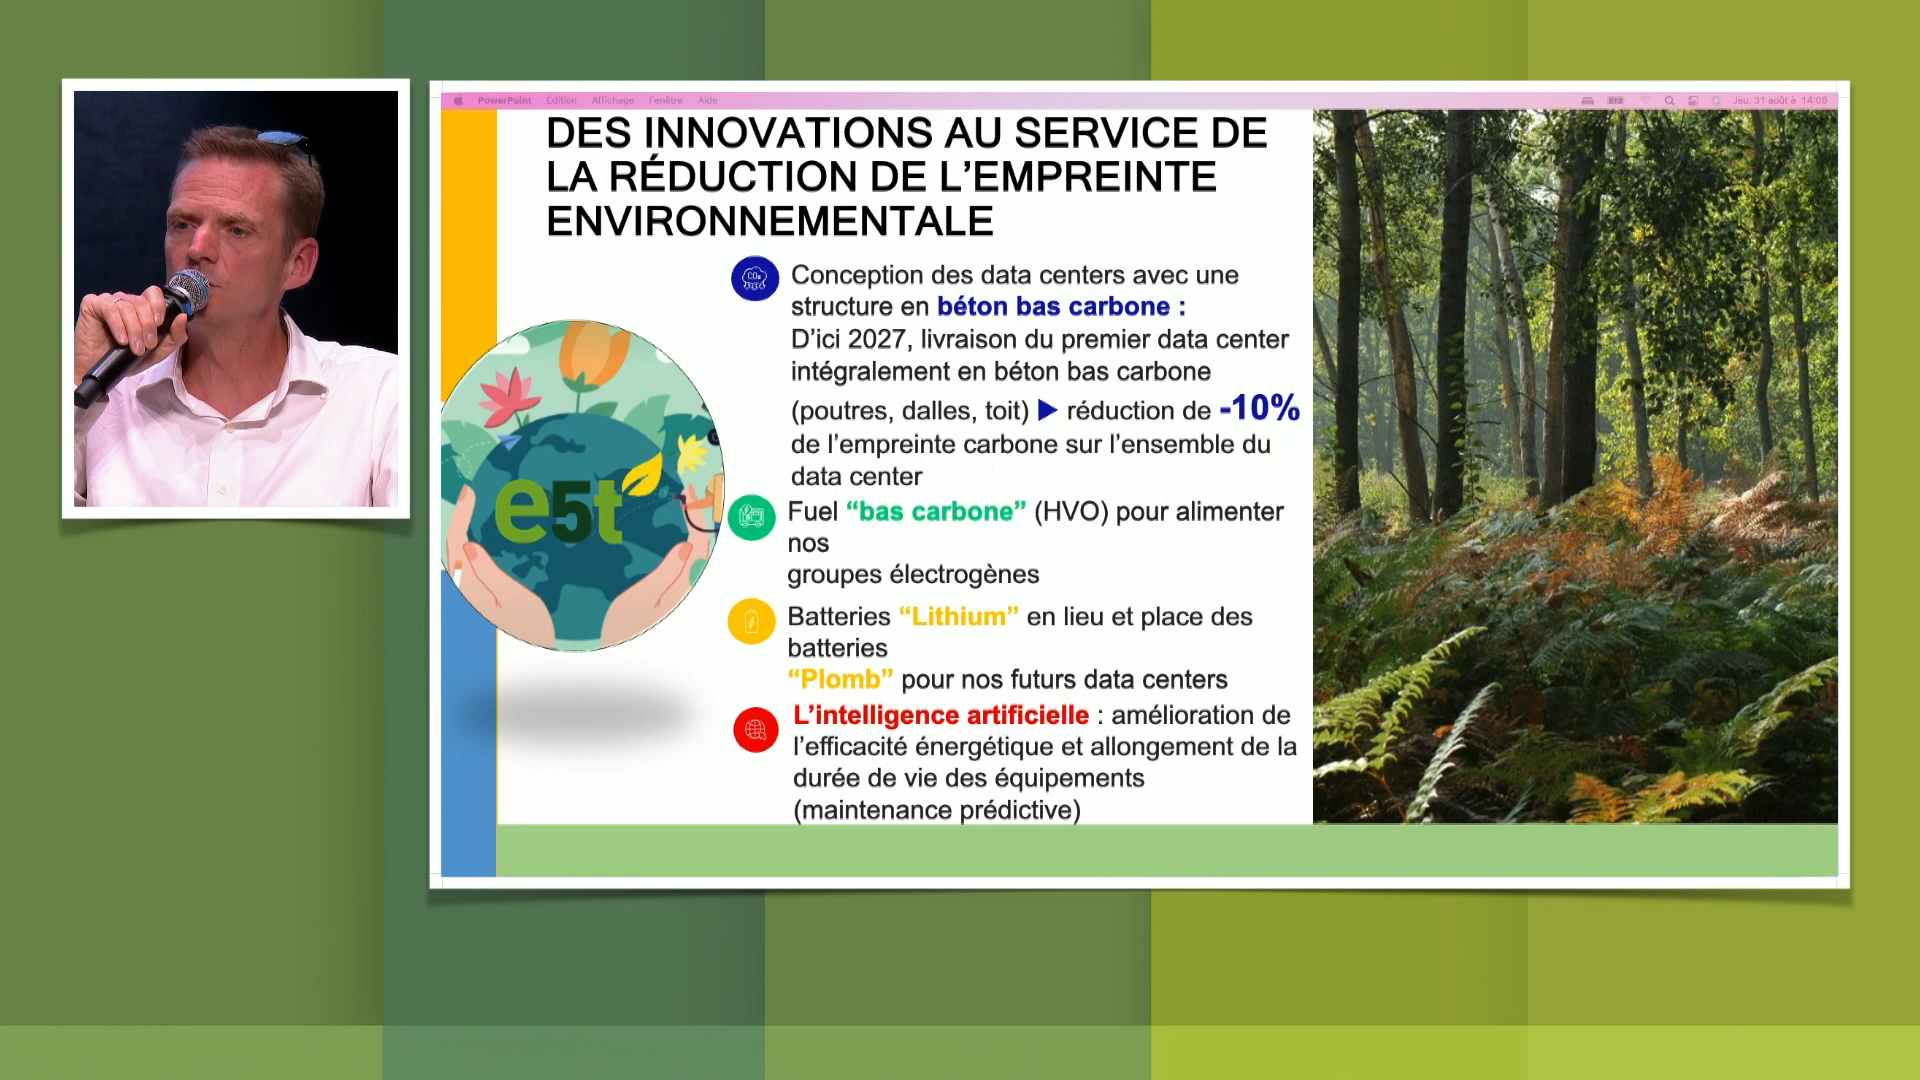 PowerPoint Édition Affichage Fenêtre Aide
Jeu. 31 août à 14:08
DES INNOVATIONS AU SERVICE DE
LA RÉDUCTION DE L’EMPREINTE
ENVIRONNEMENTALE
CO₂
Conception des data centers avec une
structure en béton bas carbone :
D’ici 2027, livraison du premier data center
intégralement en béton bas carbone
(poutres, dalles, toit) ▶ réduction de -10%
de l’empreinte carbone sur l’ensemble du
data center
e5t
Fuel “bas carbone” (HVO) pour alimenter
nos
groupes électrogènes
Batteries “Lithium” en lieu et place des
batteries
“Plomb” pour nos futurs data centers
L’intelligence artificielle : amélioration de
l’efficacité énergétique et allongement de la
durée de vie des équipements
(maintenance prédictive)